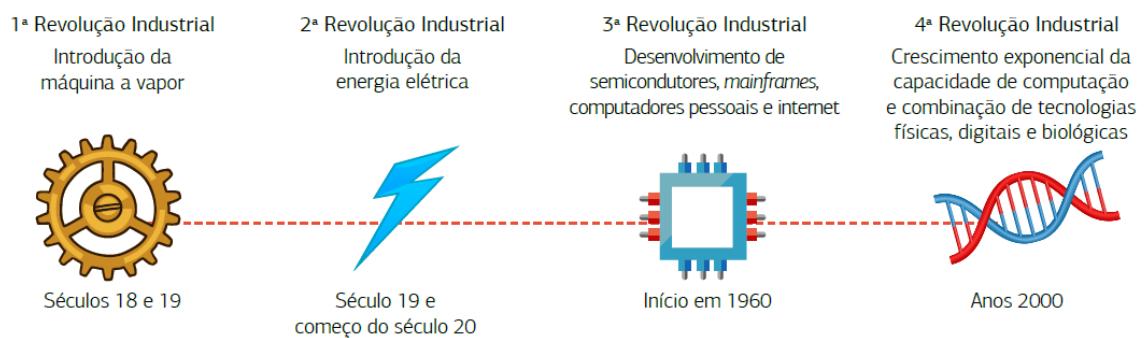 1ª Revolução Industrial
Introdução da
máquina a vapor
Séculos 18 e 19
2ª Revolução Industrial
Introdução da
energia elétrica
Século 19 e
começo do século 20
3ª Revolução Industrial
Desenvolvimento de
semicondutores, mainframes,
computadores pessoais e internet
Início em 1960
4ª Revolução Industrial
Crescimento exponencial da
capacidade de computação
e combinação de tecnologias
físicas, digitais e biológicas
Anos 2000